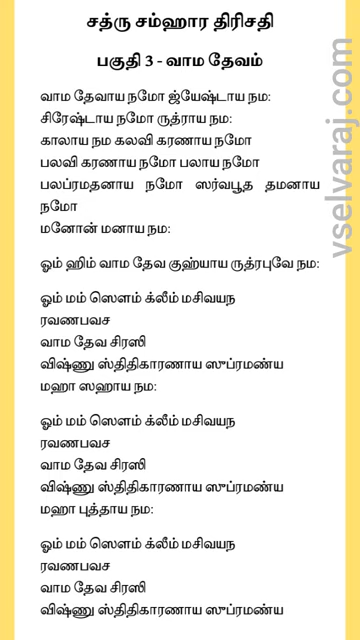 சத்ரு சம்ஹார திரிசதி
பகுதி 3 - வாம தேவம்
வாம தேவாய நமோ ஜ்யேஷ்டாய நம:
சிரேஷ்டாய நமோ ருத்ராய நம:
காலாய நம கலவி கரணாய நமோ
பலவி கரணாய நமோ பலாய நமோ
பலப்ரமதனாய நமோ ஸர்வபூத தமனாய
நமோ
மனோன் மனாய நம:
ஓம் ஹிம் வாம தேவ குஹ்யாய ருத்ரபுவே நம:
ஓம் மம் ஸௌம் க்லீம் மசிவயந
ரவணபவச
வாம தேவ சிரஸி
விஷ்ணு ஸ்திதிகாரணாய ஸுப்ரமண்ய
மஹா ஸஹாய நம:
ஓம் மம் ஸௌம் க்லீம் மசிவயந
ரவணபவச
வாம தேவ சிரஸி
விஷ்ணு ஸ்திதிகாரணாய ஸுப்ரமண்ய
மஹா புத்தாய நம:
ஓம் மம் ஸௌம் க்லீம் மசிவயந
ரவணபவச
வாம தேவ சிரஸி
விஷ்ணு ஸ்திதிகாரணாய ஸுப்ரமண்ய
vselvaraj.com